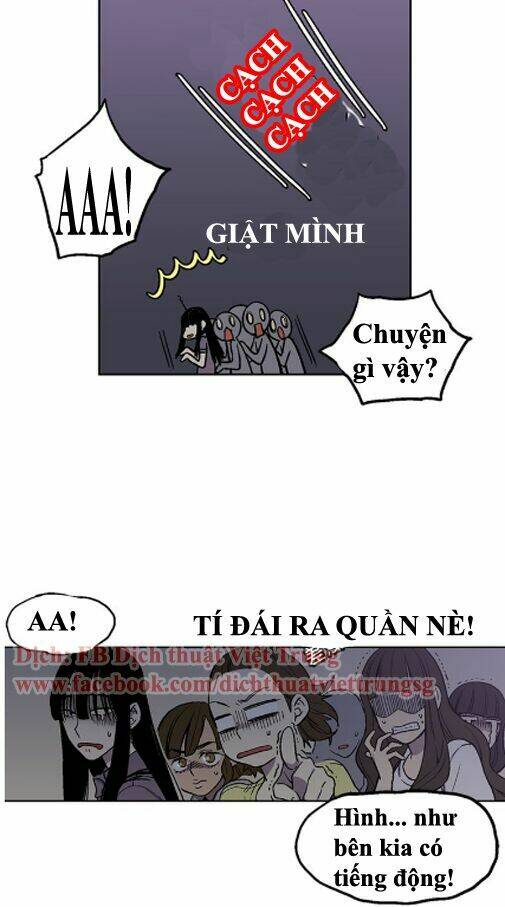 CẠCH
CẠCH
CẠCH
AAA!
GIẬT MÌNH
Chuyện
gì vậy?
AA!
TÍ ĐÁI RA QUẦN NÈ!
Dịch: FB Dịch thuật Việt Trung
www.facebook.com/dichthuatviettrungsg
Hình... như
bên kia có
tiếng động!